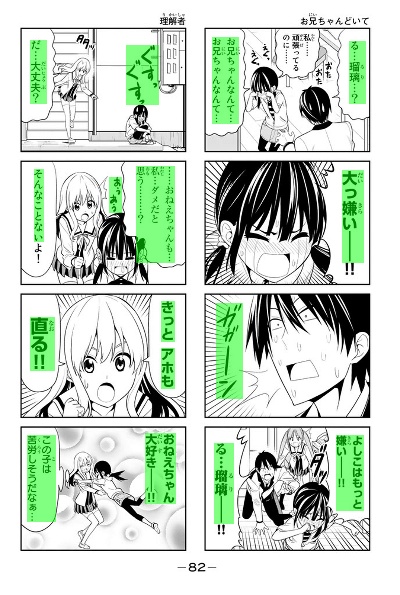 お兄ちゃんどいて
る…瑠璃？
おた
おた
私……
頑張ってる
のに…
お兄ちゃんなんて…
お兄ちゃんなんて…
大っ嫌い——!!
ガガーン
よしこはもっと
嫌い——!!
る…瑠璃——!!
理解者
ぐすっ
ぐすっ
だ…大丈夫？
……おねえちゃんも…
私…ダメだと
思う……？
そんなことないよ！
きっと アホも
直る!!
おねえちゃん
大好き——!!
この子は
苦労しそうだなぁ…
—82—